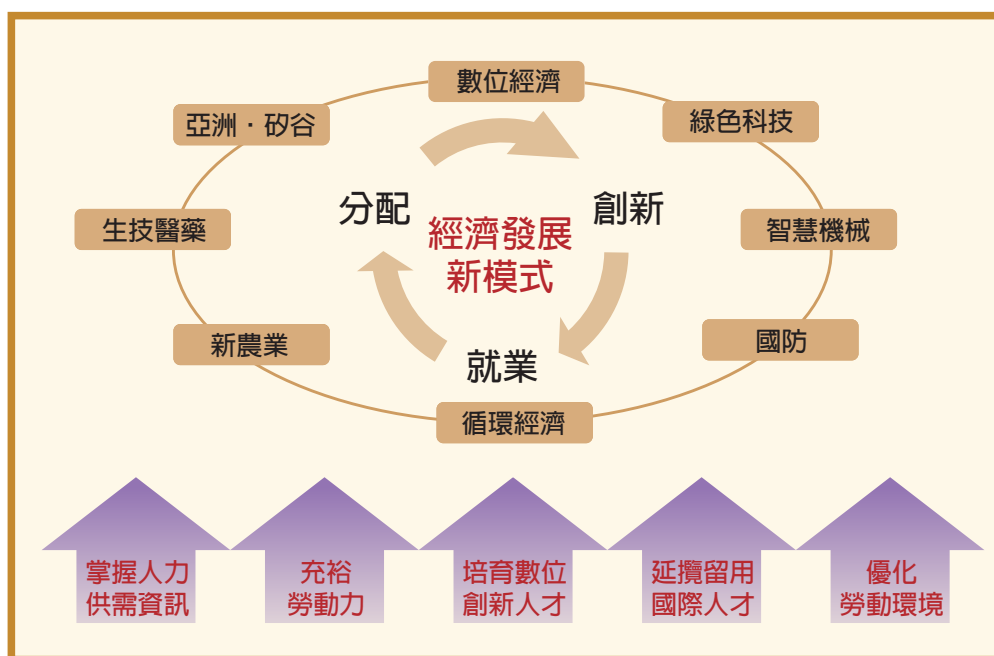 數位經濟
亞洲．矽谷
綠色科技
分配
創新
生技醫藥
經濟發展
新模式
智慧機械
新農業
國防
就業
循環經濟
掌握人力
供需資訊
充裕
勞動力
培育數位
創新人才
延攬留用
國際人才
優化
勞動環境